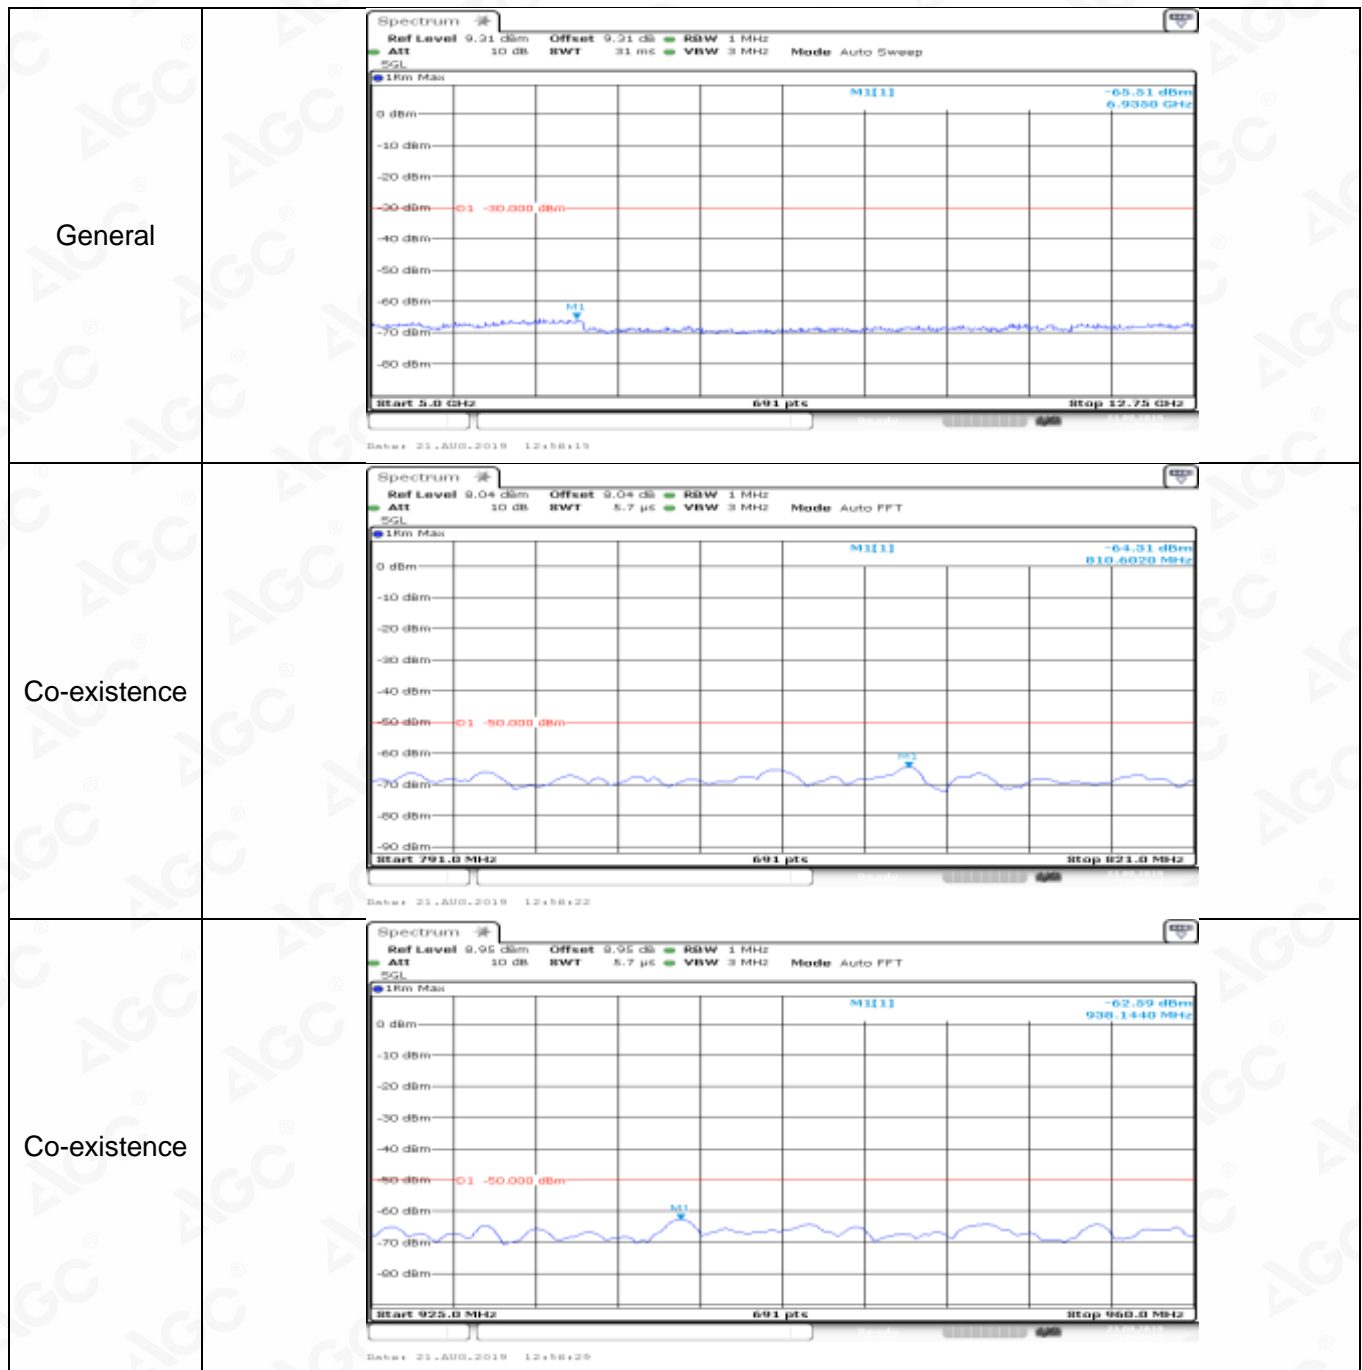 General
Spectrum
Ref Level 9.31 dBm Offset 9.31 dB RBW 1 MHz
Att 10 dB SWT 31 ms VBW 3 MHz Mode Auto Sweep
SGL
1Rm Max
M1[1] -65.51 dBm
6.9380 GHz
0 dBm
-10 dBm
-20 dBm
-30 dBm D1 -30.000 dBm
-40 dBm
-50 dBm
-60 dBm
M1
-70 dBm
-80 dBm
Start 5.0 GHz 691 pts Stop 12.75 GHz
Date: 21.AUG.2019 12:58:15
Co-existence
Spectrum
Ref Level 8.04 dBm Offset 8.04 dB RBW 1 MHz
Att 10 dB SWT 5.7 µs VBW 3 MHz Mode Auto FFT
SGL
1Rm Max
M1[1] -64.31 dBm
810.6020 MHz
0 dBm
-10 dBm
-20 dBm
-30 dBm
-40 dBm
-50 dBm D1 -50.000 dBm
-60 dBm
M1
-70 dBm
-80 dBm
-90 dBm
Start 791.0 MHz 691 pts Stop 821.0 MHz
Date: 21.AUG.2019 12:58:22
Co-existence
Spectrum
Ref Level 8.95 dBm Offset 8.95 dB RBW 1 MHz
Att 10 dB SWT 5.7 µs VBW 3 MHz Mode Auto FFT
SGL
1Rm Max
M1[1] -62.59 dBm
938.1440 MHz
0 dBm
-10 dBm
-20 dBm
-30 dBm
-40 dBm
-50 dBm D1 -50.000 dBm
-60 dBm
M1
-70 dBm
-80 dBm
Start 925.0 MHz 691 pts Stop 960.0 MHz
Date: 21.AUG.2019 12:58:29